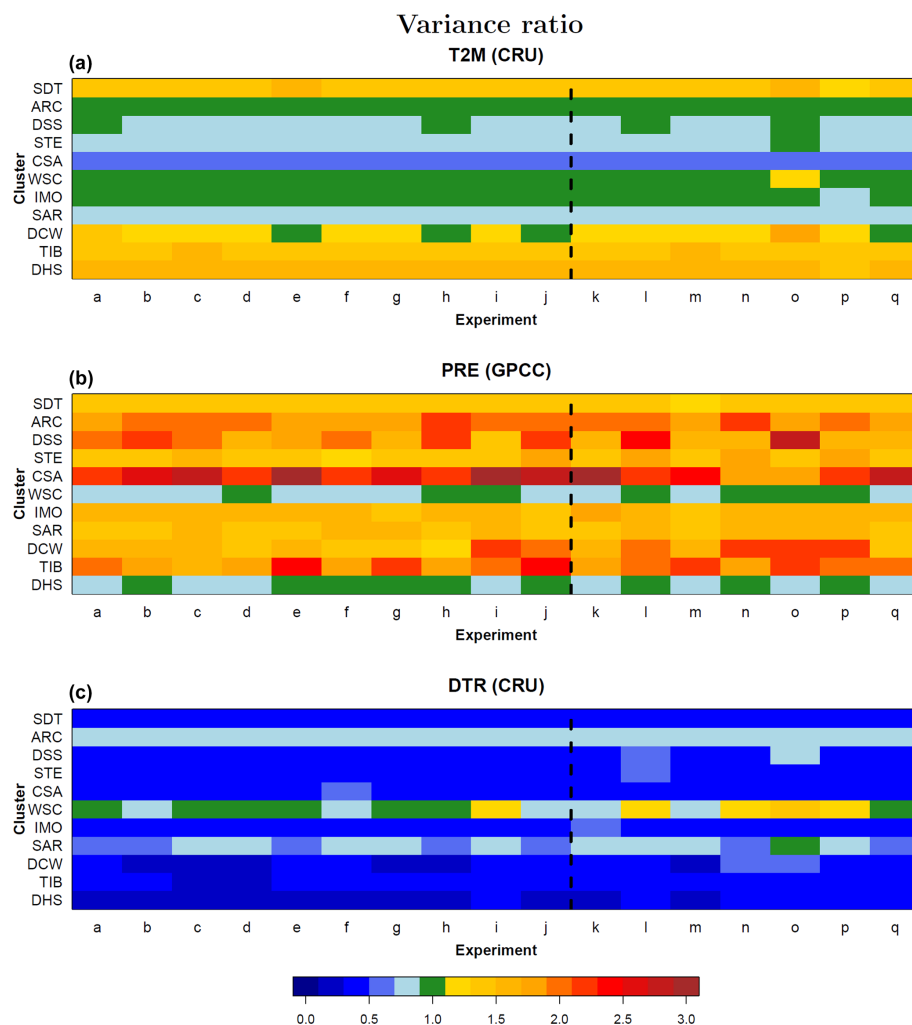 Variance ratio
(a)
T2M (CRU)
Cluster
SDT
ARC
DSS
STE
CSA
WSC
IMO
SAR
DCW
TIB
DHS
a b c d e f g h i j k l m n o p q
Experiment
(b)
PRE (GPCC)
Cluster
SDT
ARC
DSS
STE
CSA
WSC
IMO
SAR
DCW
TIB
DHS
a b c d e f g h i j k l m n o p q
Experiment
(c)
DTR (CRU)
Cluster
SDT
ARC
DSS
STE
CSA
WSC
IMO
SAR
DCW
TIB
DHS
a b c d e f g h i j k l m n o p q
Experiment
0.0 0.5 1.0 1.5 2.0 2.5 3.0